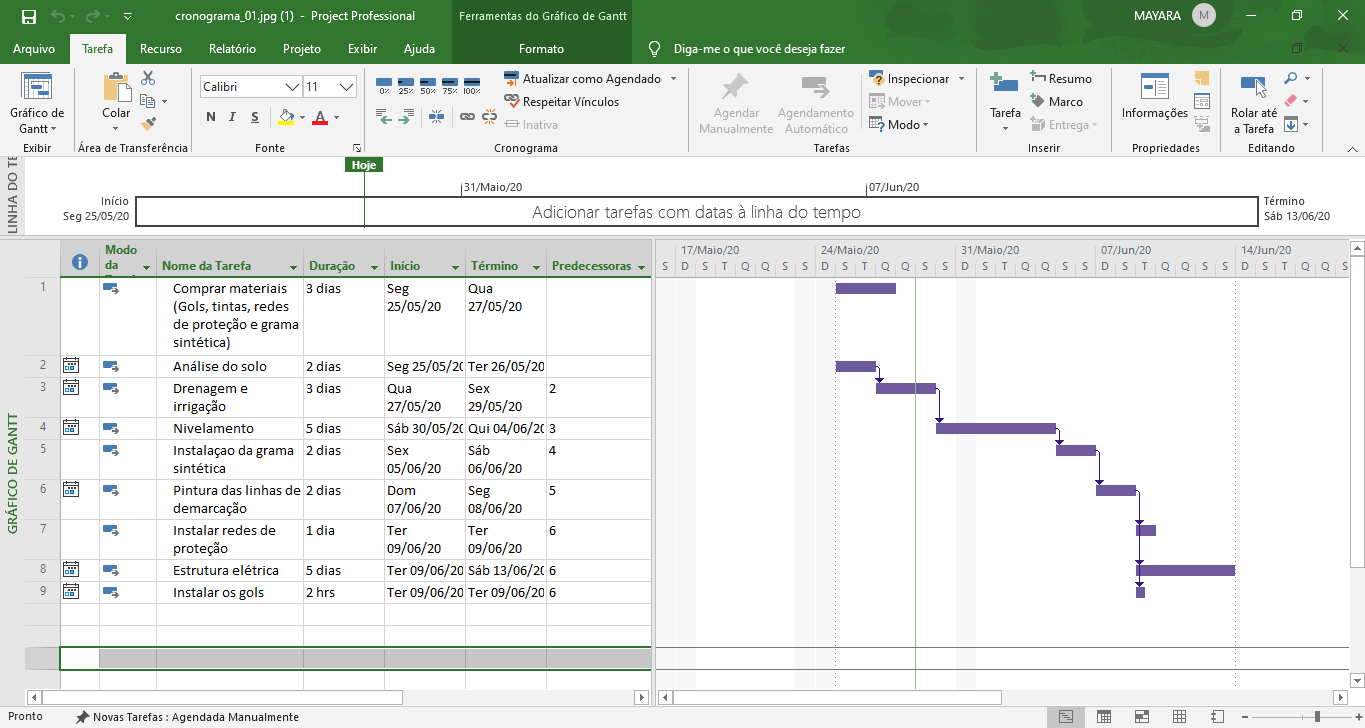 cronograma_01.jpg (1) - Project Professional
Ferramentas do Gráfico de Gantt
MAYARA
M
Arquivo Tarefa Recurso Relatório Projeto Exibir Ajuda Formato Diga-me o que você deseja fazer
Gráfico de
Gantt
Exibir
Colar
Área de Transferência
Calibri 11
N I S A
Fonte
0% 25% 50% 75% 100%
Atualizar como Agendado
Respeitar Vínculos
Inativa
Cronograma
Agendar
Manualmente
Agendamento
Automático
Inspecionar
Mover
Modo
Tarefas
Tarefa
Resumo
Marco
Entrega
Inserir
Informações
Propriedades
Rolar até
a Tarefa
Editando
LINHA DO TE
Hoje
31/Maio/20
07/Jun/20
Início
Seg 25/05/20
Adicionar tarefas com datas à linha do tempo
Término
Sáb 13/06/20
GRÁFICO DE GANTT
Modo
da
Nome da Tarefa Duração Início Término Predecessoras
17/Maio/20 24/Maio/20 31/Maio/20 07/Jun/20 14/Jun/20
S D S T Q Q S S D S T Q Q S S D S T Q Q S S D S T Q Q S S D S T Q Q S
1 Comprar materiais 3 dias Seg Qua
(Gols, tintas, redes 25/05/20 27/05/20
de proteção e grama
sintética)
2 Análise do solo 2 dias Seg 25/05/20 Ter 26/05/20
3 Drenagem e 3 dias Qua Sex 2
irrigação 27/05/20 29/05/20
4 Nivelamento 5 dias Sáb 30/05/20 Qui 04/06/20 3
5 Instalaçao da grama 2 dias Sex Sáb 4
sintética 05/06/20 06/06/20
6 Pintura das linhas de 2 dias Dom Seg 5
demarcação 07/06/20 08/06/20
7 Instalar redes de 1 dia Ter Ter 6
proteção 09/06/20 09/06/20
8 Estrutura elétrica 5 dias Ter 09/06/20 Sáb 13/06/20 6
9 Instalar os gols 2 hrs Ter 09/06/20 Ter 09/06/20 6
Pronto
Novas Tarefas : Agendada Manualmente